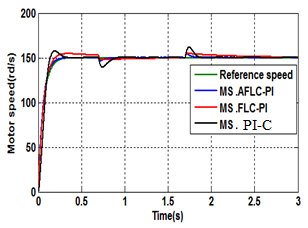 200
150
100
50
0
Motor speed(rd/s)
Reference speed
MS.AFLC-PI
MS.FLC-PI
MS. PI-C
0 0.5 1 1.5 2 2.5 3
Time(s)